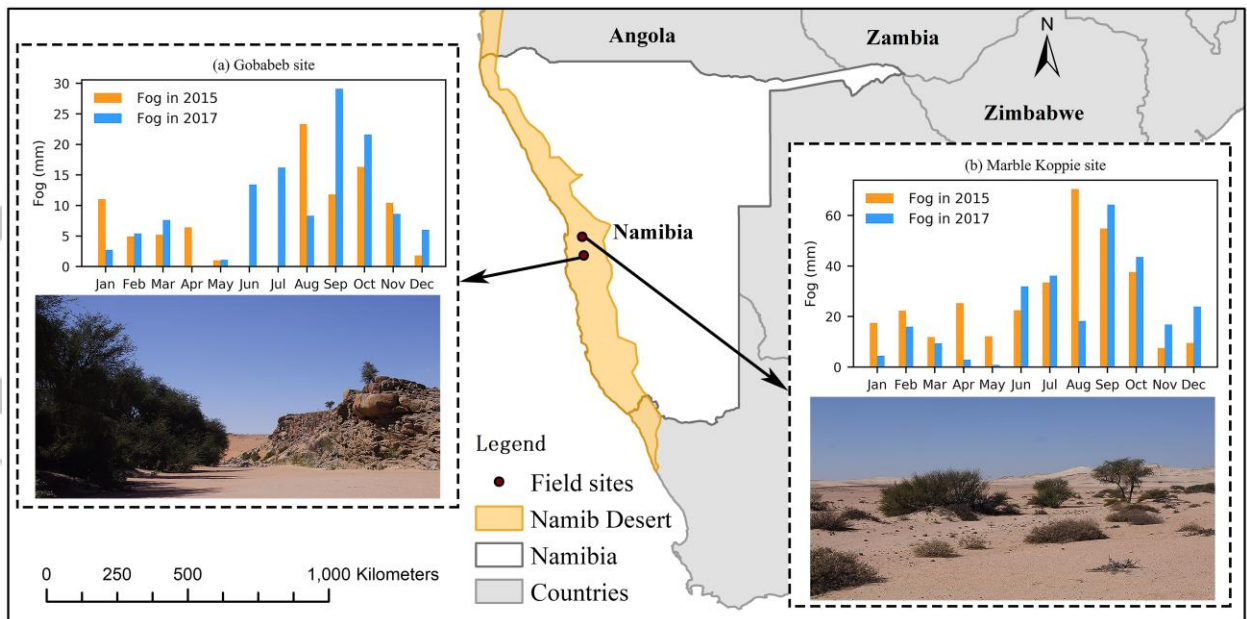 (a) Gobabeb site
30
25
20
15
10
5
0
Fog (mm)
Fog in 2015
Fog in 2017
Jan Feb Mar Apr May Jun Jul Aug Sep Oct Nov Dec
Angola
Zambia
Zimbabwe
Namibia
N
(b) Marble Koppie site
60
40
20
0
Fog (mm)
Fog in 2015
Fog in 2017
Jan Feb Mar Apr May Jun Jul Aug Sep Oct Nov Dec
Legend
Field sites
Namib Desert
Namibia
Countries
0 250 500 1,000 Kilometers